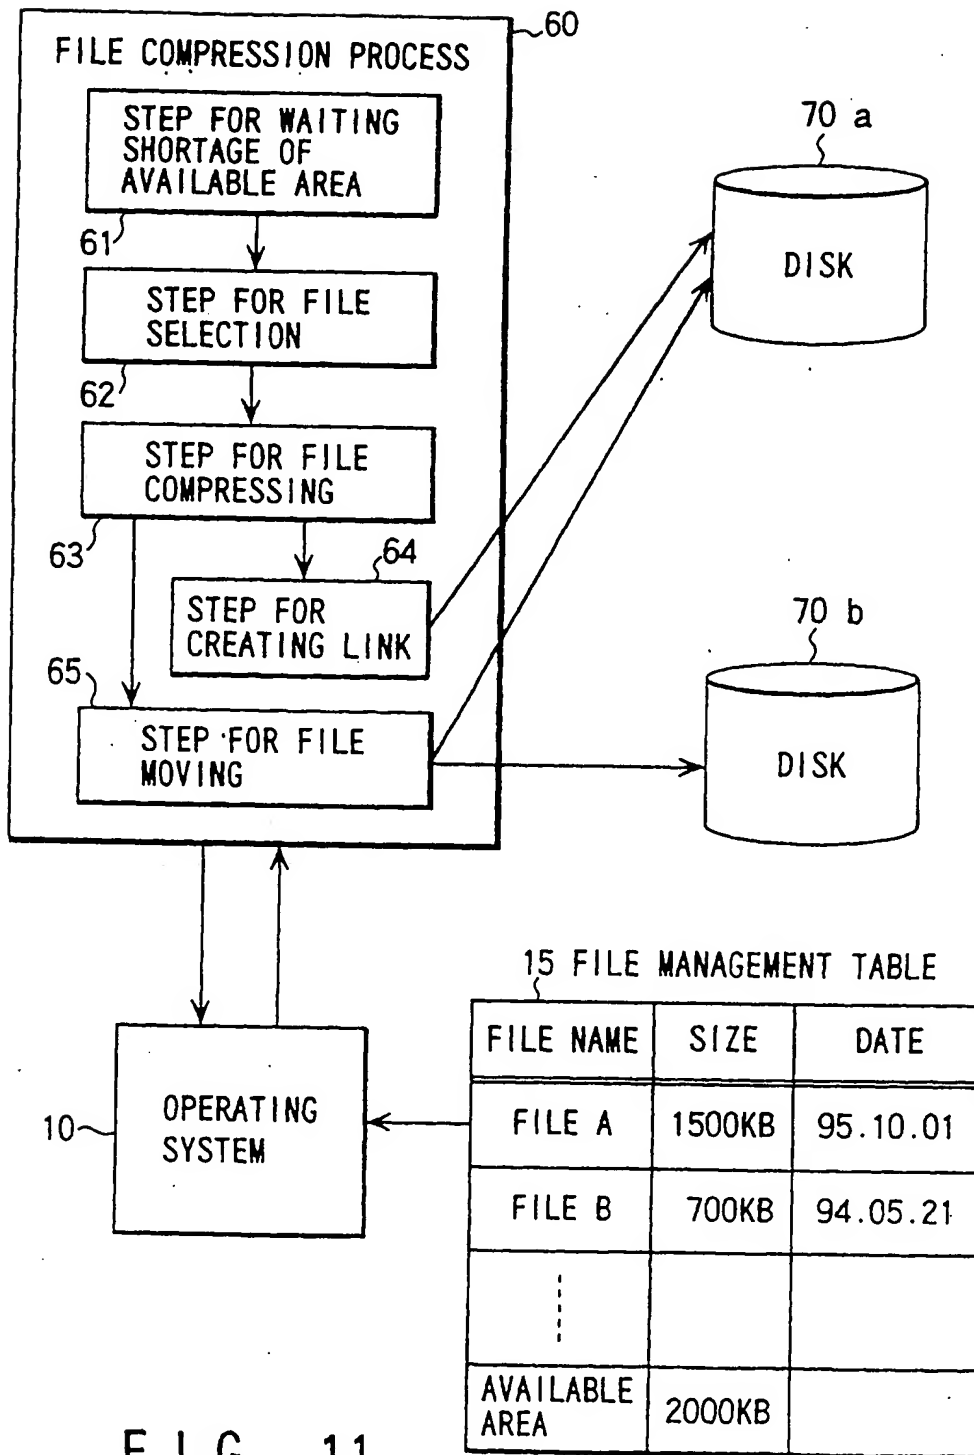 60
FILE COMPRESSION PROCESS
STEP FOR WAITING
SHORTAGE OF
AVAILABLE AREA
61
STEP FOR FILE
SELECTION
62
STEP FOR FILE
COMPRESSING
63
64
STEP FOR
CREATING LINK
65
STEP FOR FILE
MOVING
70 a
DISK
70 b
DISK
10
OPERATING
SYSTEM
15 FILE MANAGEMENT TABLE
FILE NAME SIZE DATE
FILE A 1500KB 95.10.01
FILE B 700KB 94.05.21
AVAILABLE
AREA 2000KB
FIG. 11